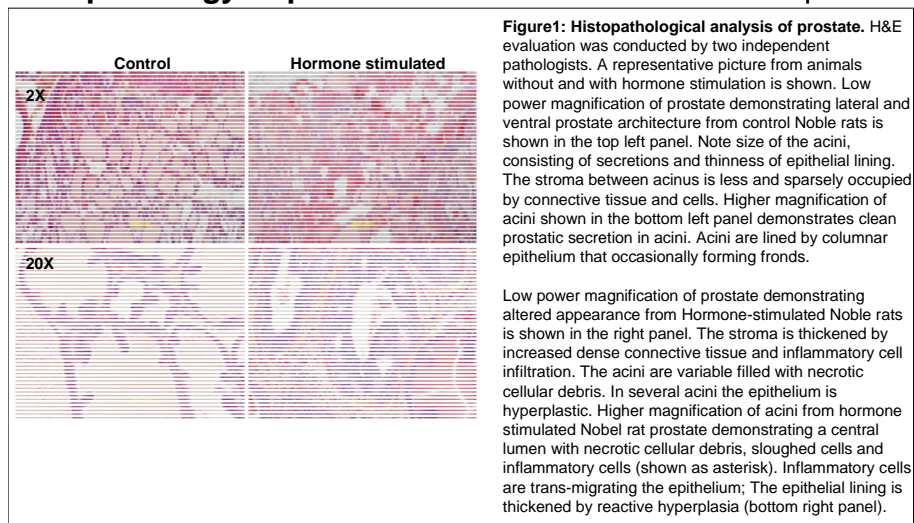 Control
Hormone stimulated
2X
20X
Figure1: Histopathological analysis of prostate. H&E
evaluation was conducted by two independent
pathologists. A representative picture from animals
without and with hormone stimulation is shown. Low
power magnification of prostate demonstrating lateral and
ventral prostate architecture from control Noble rats is
shown in the top left panel. Note size of the acini,
consisting of secretions and thinness of epithelial lining.
The stroma between acinus is less and sparsely occupied
by connective tissue and cells. Higher magnification of
acini shown in the bottom left panel demonstrates clean
prostatic secretion in acini. Acini are lined by columnar
epithelium that occasionally forming fronds.
Low power magnification of prostate demonstrating
altered appearance from Hormone-stimulated Noble rats
is shown in the right panel. The stroma is thickened by
increased dense connective tissue and inflammatory cell
infiltration. The acini are variable filled with necrotic
cellular debris. In several acini the epithelium is
hyperplastic. Higher magnification of acini from hormone
stimulated Nobel rat prostate demonstrating a central
lumen with necrotic cellular debris, sloughed cells and
inflammatory cells (shown as asterisk). Inflammatory cells
are trans-migrating the epithelium; The epithelial lining is
thickened by reactive hyperplasia (bottom right panel).